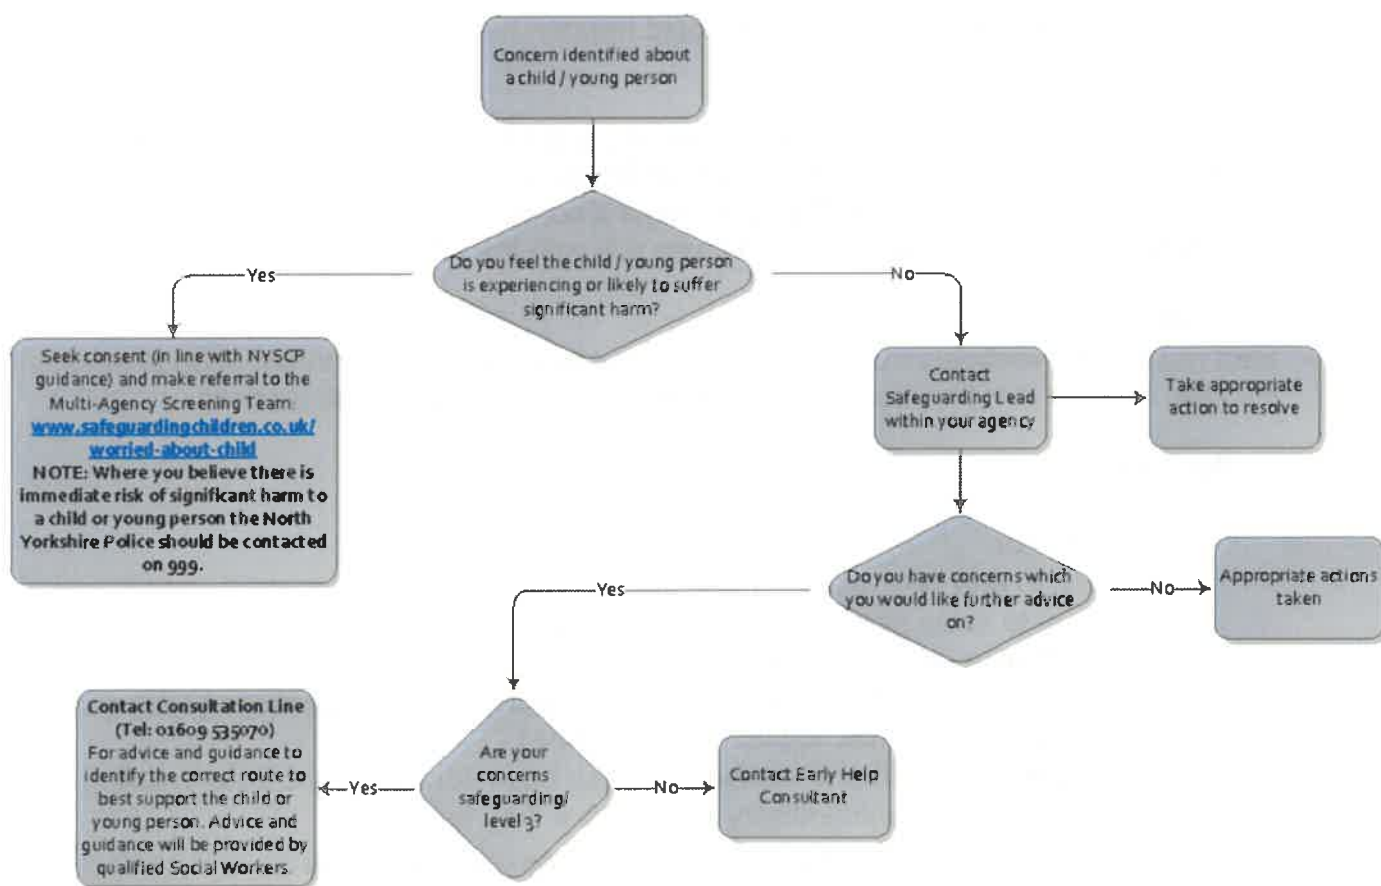 Concern identified about
a child / young person
Do you feel the child / young person
is experiencing or likely to suffer
significant harm?
Yes
No
Seek consent (in line with NYSCP
guidance) and make referral to the
Multi-Agency Screening Team:
www.safeguardingchildren.co.uk/
worried-about-child
NOTE: Where you believe there is
immediate risk of significant harm to
a child or young person the North
Yorkshire Police should be contacted
on 999.
Contact
Safeguarding Lead
within your agency
Take appropriate
action to resolve
Do you have concerns which
you would like further advice
on?
Yes
No
Appropriate actions
taken
Are your
concerns
safeguarding/
level 3?
Yes
No
Contact Consultation Line
(Tel: 01609 535070)
For advice and guidance to
identify the correct route to
best support the child or
young person. Advice and
guidance will be provided by
qualified Social Workers.
Contact Early Help
Consultant